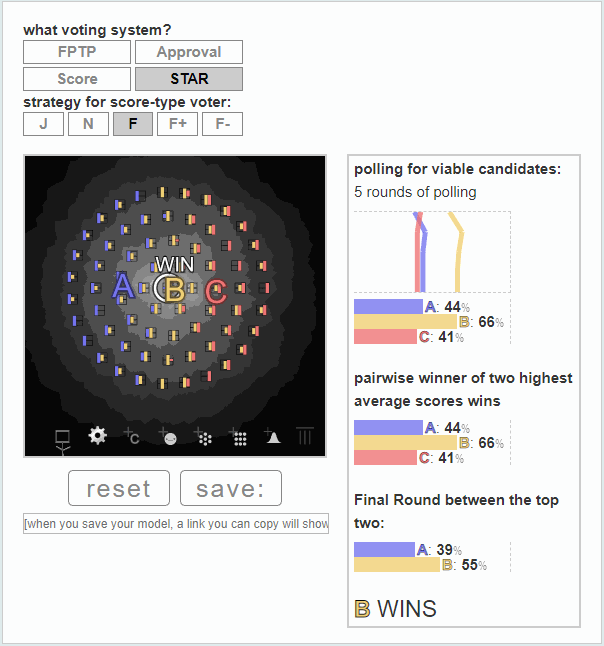 what voting system?
FPTP Approval
Score STAR
strategy for score-type voter:
J N F F+ F-
WIN
A B C
C
reset save:
[when you save your model, a link you can copy will show
polling for viable candidates:
5 rounds of polling
A: 44%
B: 66%
C: 41%
pairwise winner of two highest
average scores wins
A: 44%
B: 66%
C: 41%
Final Round between the top
two:
A: 39%
B: 55%
B WINS